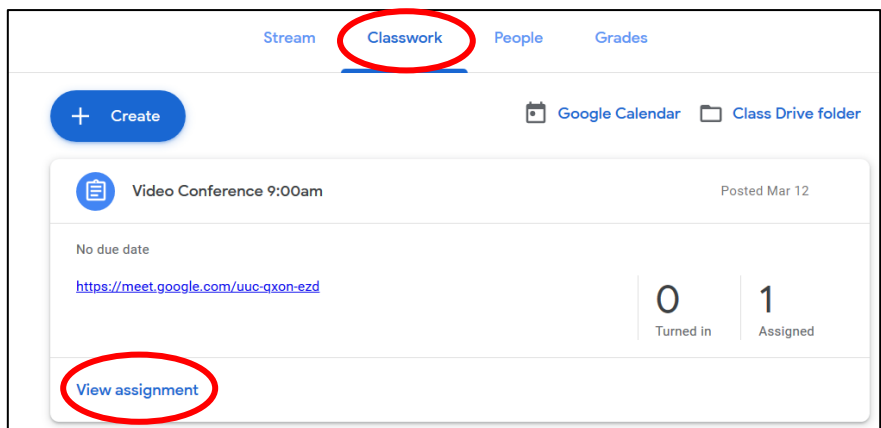 Stream Classwork People Grades
+ Create Google Calendar Class Drive folder
Video Conference 9:00am Posted Mar 12
No due date
https://meet.google.com/uuc-qxon-ezd
0 1
Turned in Assigned
View assignment